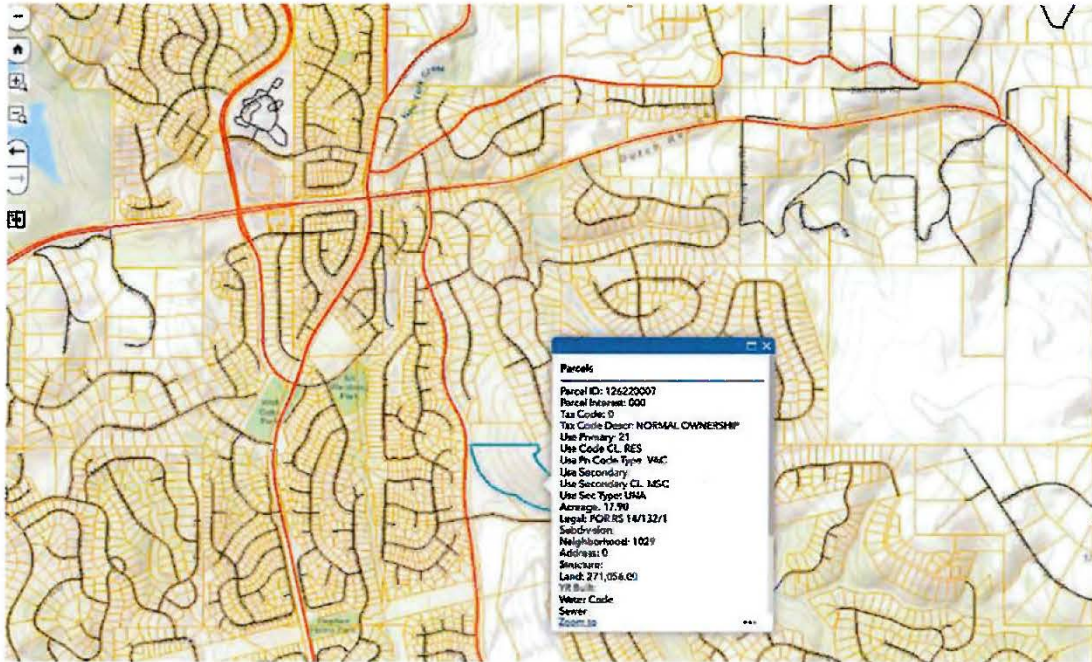 Dutch
Parcels
Parcel ID: 126220007
Parcel Interest: 000
Tax Code: 0
Tax Code Descr: NORMAL OWNERSHIP
Use Primary: 21
Use Code CL. RES
Use Pri Code Type: VAC
Use Secondary
Use Secondary CL. MSC
Use Sec Type: UNA
Acreage. 17.90
Legal: POR RS 14/132/1
Subdivision:
Neighborhood: 1029
Address: 0
Structure:
Land: 271,056.00
YR Built:
Water Code
Sewer
Zoom to